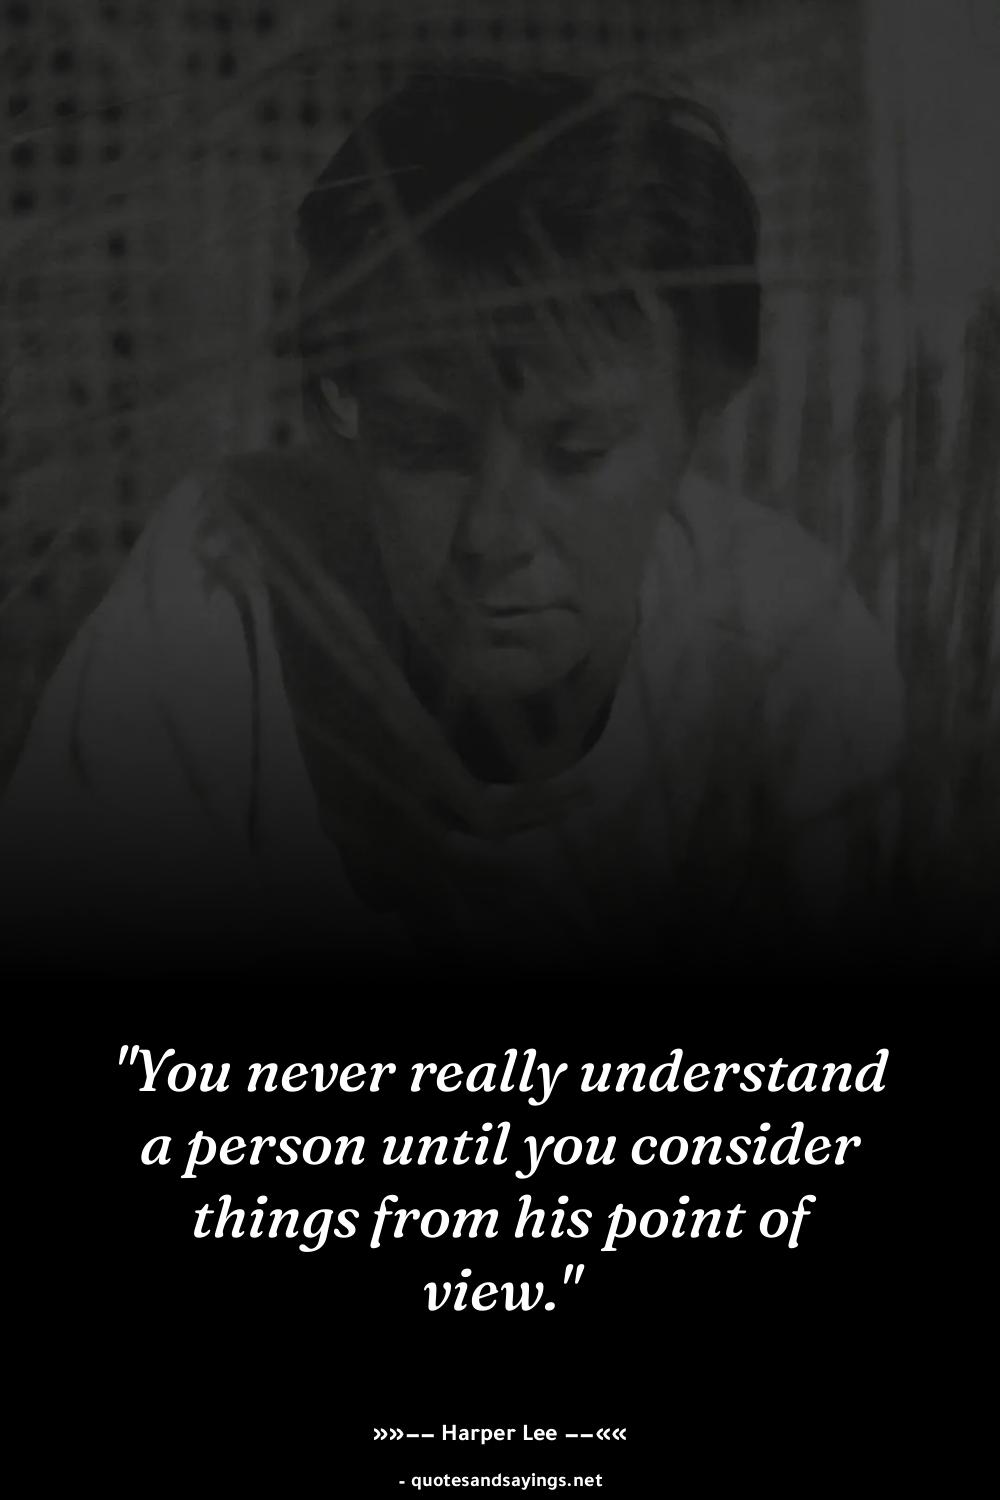 "You never really understand
a person until you consider
things from his point of
view."
»»−− Harper Lee −−««
- quotesandsayings.net